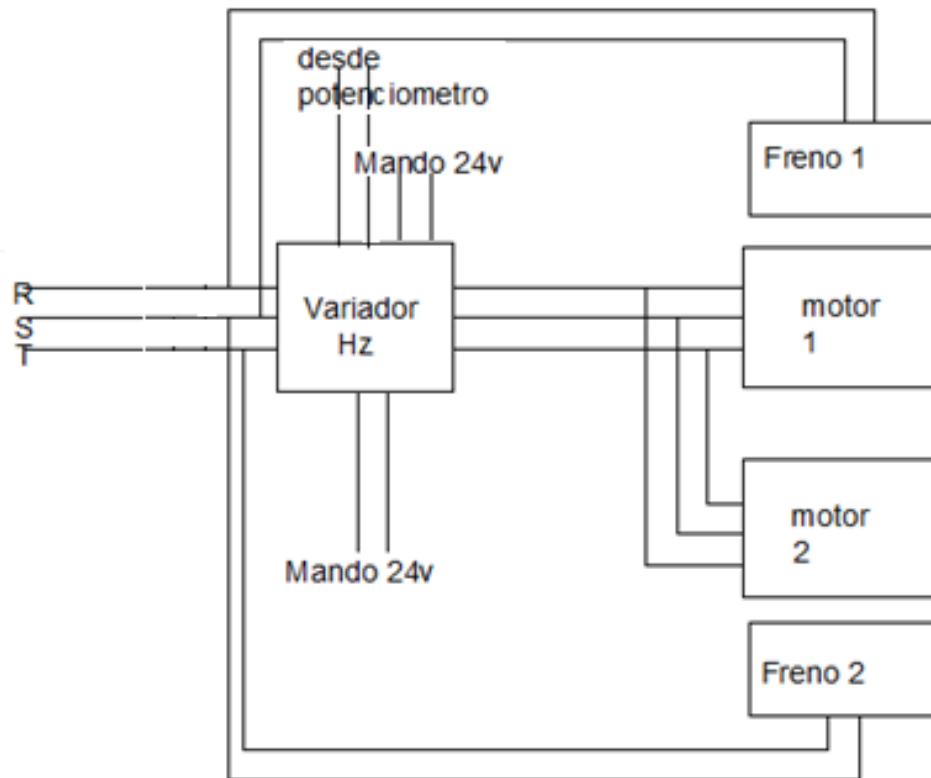 desde
potenciometro
Mando 24v
Freno 1
R
S
T
Variador
Hz
motor
1
motor
2
Mando 24v
Freno 2